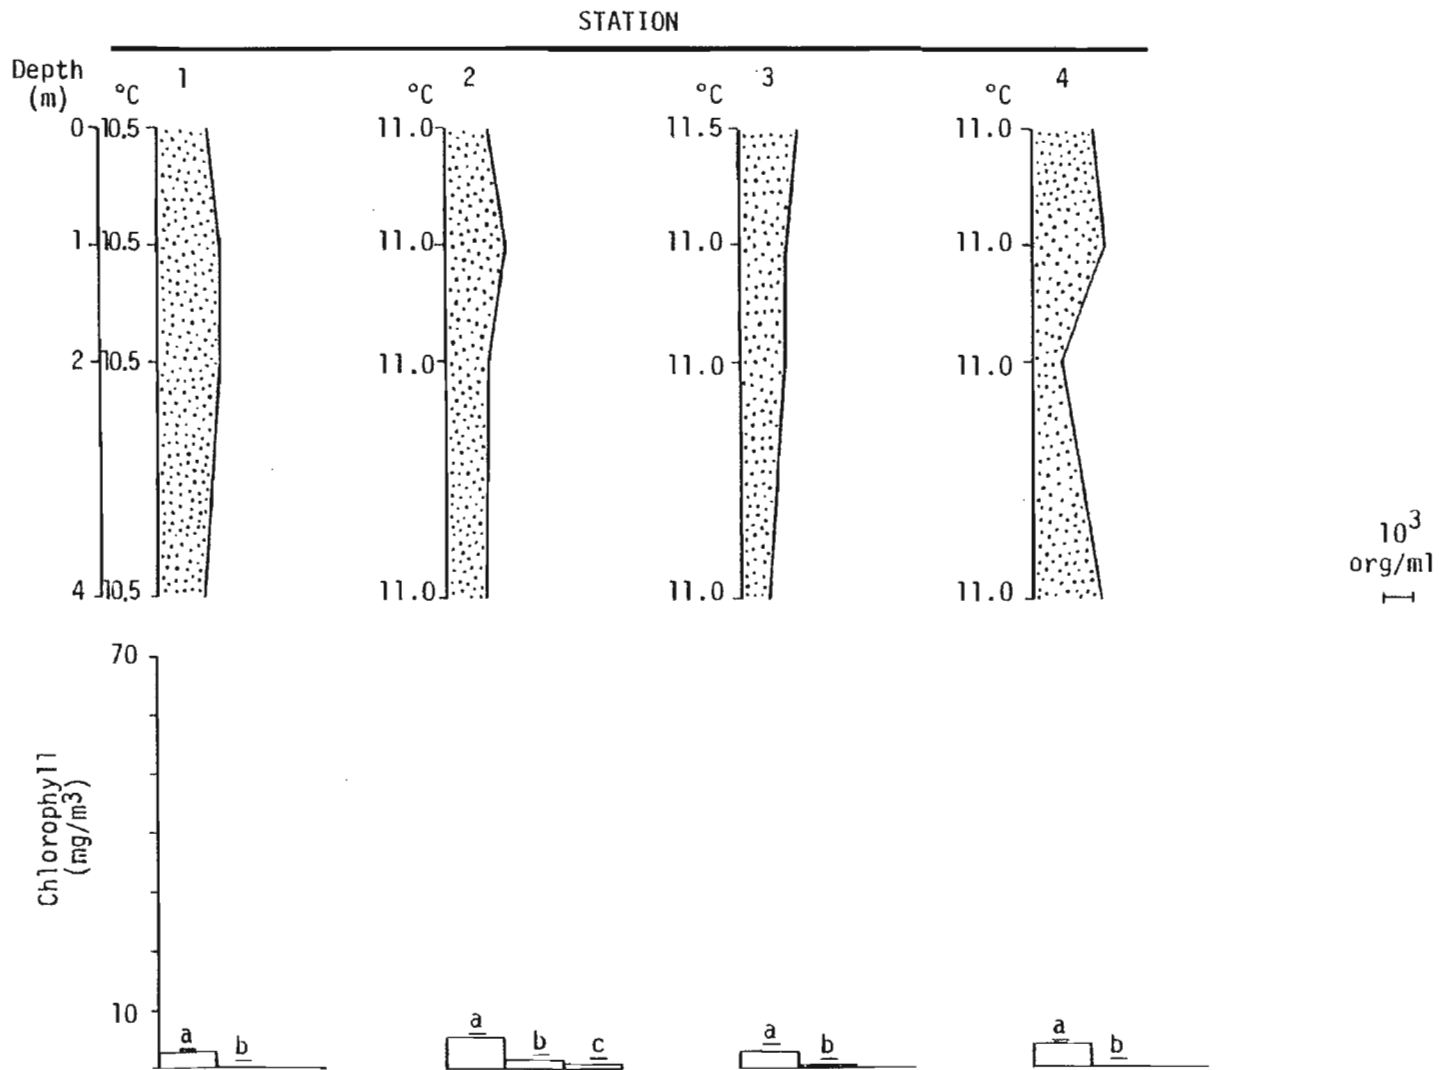 STATION
Depth
(m)
1 2 3 4
°C °C °C °C
0 10.5 11.0 11.5 11.0
1 10.5 11.0 11.0 11.0
2 10.5 11.0 11.0 11.0
4 10.5 11.0 11.0 11.0
10³
org/ml
70
Chlorophyll
(mg/m3)
10
a b a b c a b a b